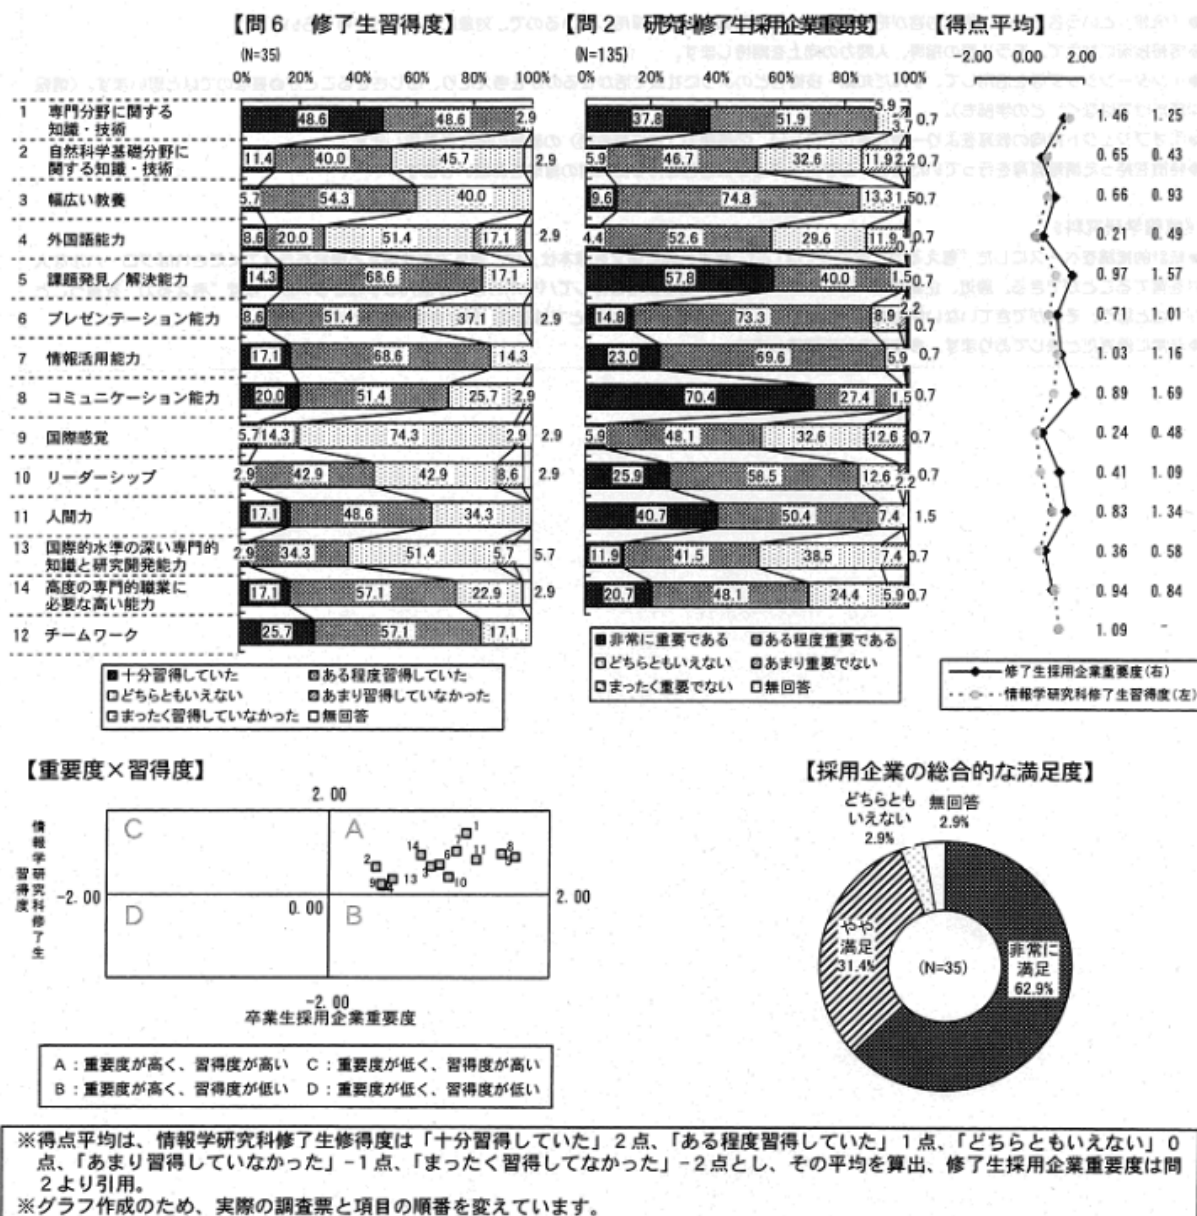 【問6 修了生習得度】
問2 研究科修了生採用企業重要度】
【得点平均】
(N=35)
0% 20% 40% 60% 80% 100%
(N=135)
0% 20% 40% 60% 80% 100%
-2.00 0.00 2.00
1 専門分野に関する
知識・技術
48.6 48.6 2.9
37.8 51.9 5.9 3.7 0.7
1.46 1.25
2 自然科学基礎分野に
関する知識・技術
11.4 40.0 45.7 2.9
5.9 46.7 32.6 11.9 2.2 0.7
0.65 0.43
3 幅広い教養
5.7 54.3 40.0
9.6 74.8 13.3 1.5 0.7
0.66 0.93
4 外国語能力
8.6 20.0 51.4 17.1 2.9
4.4 52.6 29.6 11.9 0.7 0.7
0.21 0.49
5 課題発見/解決能力
14.3 68.6 17.1
57.8 40.0 1.5 0.7
0.97 1.57
6 プレゼンテーション能力
8.6 51.4 37.1 2.9
14.8 73.3 8.9 2.2 0.7
0.71 1.01
7 情報活用能力
17.1 68.6 14.3
23.0 69.6 5.9 0.7
1.03 1.16
8 コミュニケーション能力
20.0 51.4 25.7 2.9
70.4 27.4 1.5 0.7
0.89 1.69
9 国際感覚
5.7 14.3 74.3 2.9 2.9
5.9 48.1 32.6 12.6 0.7
0.24 0.48
10 リーダーシップ
2.9 42.9 42.9 8.6 2.9
25.9 58.5 12.6 2.2 0.7
0.41 1.09
11 人間力
17.1 48.6 34.3
40.7 50.4 7.4 1.5
0.83 1.34
13 国際的水準の深い専門的
知識と研究開発能力
2.9 34.3 51.4 5.7 5.7
11.9 41.5 38.5 7.4 0.7
0.36 0.58
14 高度の専門的職業に
必要な高い能力
17.1 57.1 22.9 2.9
20.7 48.1 24.4 5.9 0.7
0.94 0.84
12 チームワーク
25.7 57.1 17.1
1.09 -
十分習得していた ある程度習得していた
どちらともいえない あまり習得していなかった
まったく習得していなかった 無回答
非常に重要である ある程度重要である
どちらともいえない あまり重要でない
まったく重要でない 無回答
修了生採用企業重要度(右)
情報学研究科修了生習得度(左)
【重要度×習得度】
2.00
情報学研究科修了生
習得度
C A
1
14 7 8
2 6 11 5
3
9 4 13 10
-2.00 2.00
0.00
D B
-2.00
卒業生採用企業重要度
A:重要度が高く、習得度が高い C:重要度が低く、習得度が高い
B:重要度が高く、習得度が低い D:重要度が低く、習得度が低い
【採用企業の総合的な満足度】
どちらとも
いえない
2.9%
無回答
2.9%
やや
満足
31.4%
(N=35)
非常に
満足
62.9%
※得点平均は、情報学研究科修了生修得度は「十分習得していた」2点、「ある程度習得していた」1点、「どちらともいえない」0
点、「あまり習得していなかった」-1点、「まったく習得してなかった」-2点とし、その平均を算出、修了生採用企業重要度は問
2より引用。
※グラフ作成のため、実際の調査票と項目の順番を変えています。